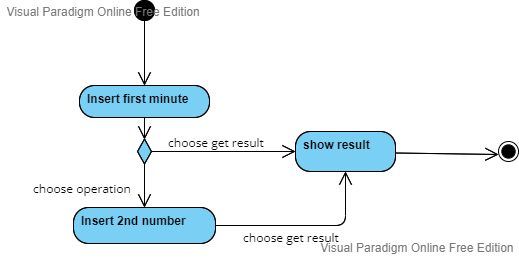 Visual Paradigm Online Free Edition
Insert first minute
choose get result
show result
choose operation
Insert 2nd number
choose get result
Visual Paradigm Online Free Edition